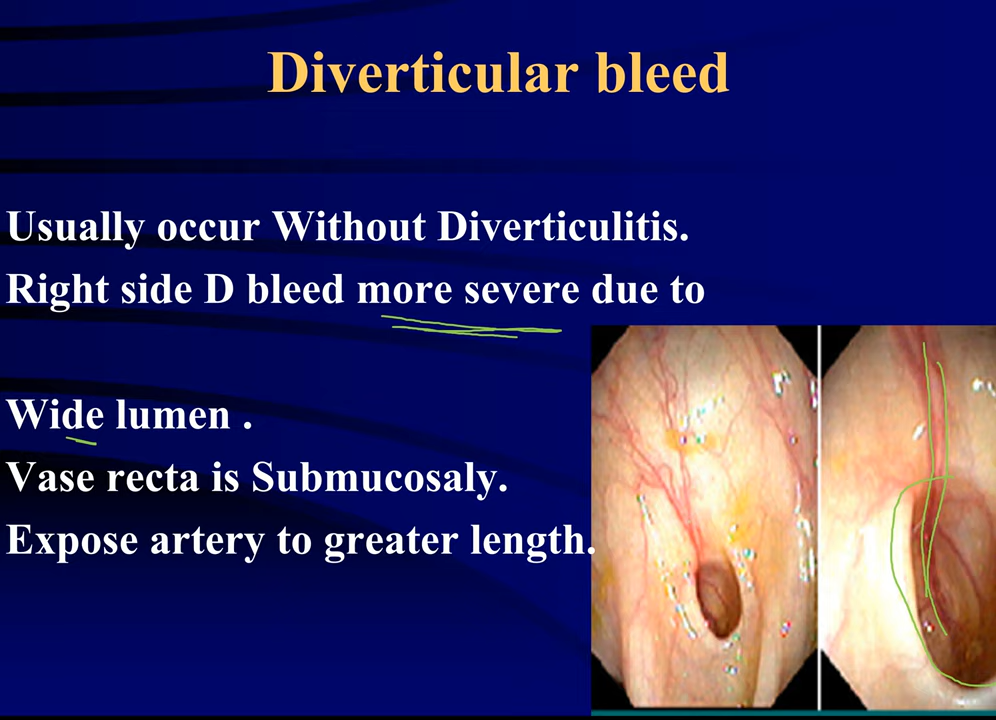 Diverticular bleed
Usually occur Without Diverticulitis.
Right side D bleed more severe due to
Wide lumen .
Vase recta is Submucosaly.
Expose artery to greater length.